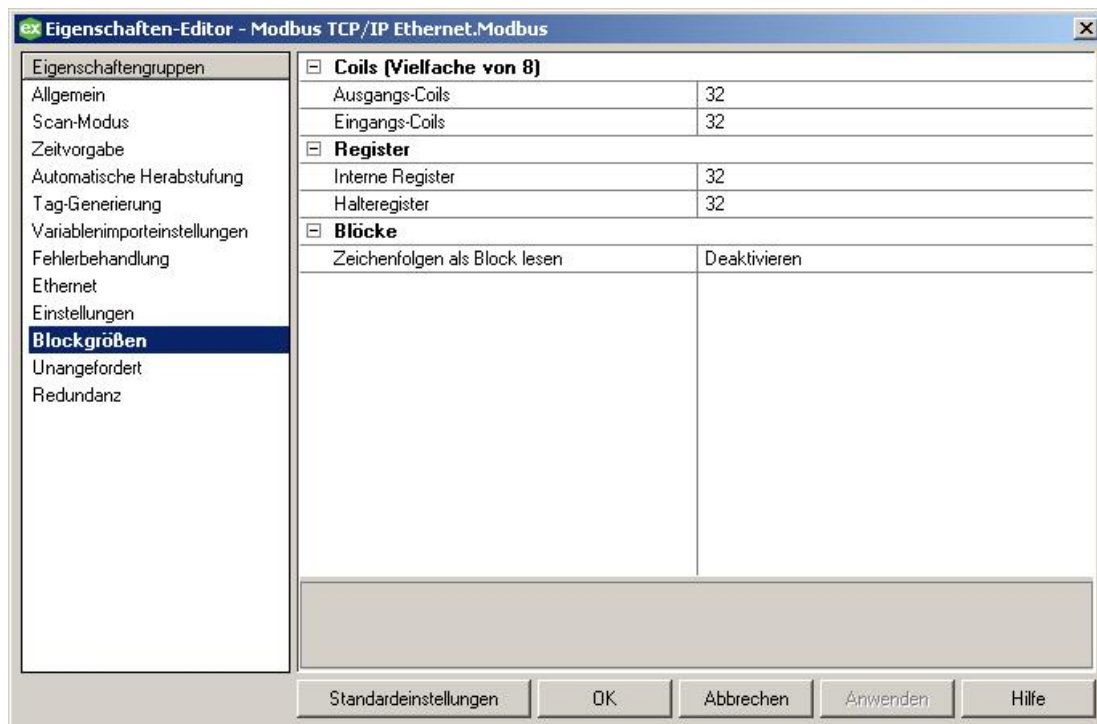 ex Eigenschaften-Editor - Modbus TCP/IP Ethernet.Modbus
Eigenschaftengruppen
Allgemein
Scan-Modus
Zeitvorgabe
Automatische Herabstufung
Tag-Generierung
Variablenimporteinstellungen
Fehlerbehandlung
Ethernet
Einstellungen
Blockgrößen
Unangefordert
Redundanz
Coils (Vielfache von 8)
Ausgangs-Coils 32
Eingangs-Coils 32
Register
Interne Register 32
Halteregister 32
Blöcke
Zeichenfolgen als Block lesen Deaktivieren
Standardeinstellungen OK Abbrechen Anwenden Hilfe